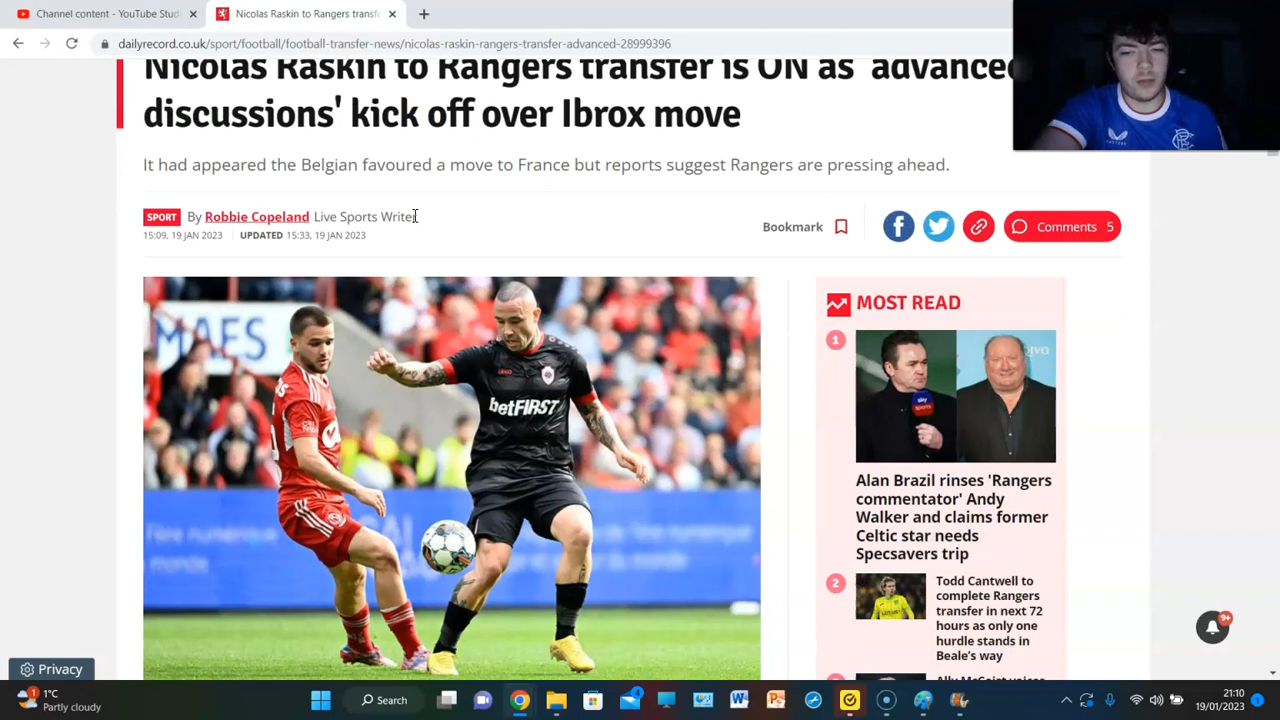 Channel content - YouTube Stud
Nicolas Raskin to Rangers transfe
dailyrecord.co.uk/sport/football/football-transfer-news/nicolas-raskin-rangers-transfer-advanced-28999396
Nicolas Raskin to Rangers transfer is ON as 'advanced
discussions' kick off over Ibrox move
It had appeared the Belgian favoured a move to France but reports suggest Rangers are pressing ahead.
SPORT By Robbie Copeland Live Sports Writer
15:09, 19 JAN 2023 UPDATED 15:33, 19 JAN 2023
Bookmark
Comments 5
MAES
betFIRST
MOST READ
1
sky
sports
Alan Brazil rinses 'Rangers
commentator' Andy
Walker and claims former
Celtic star needs
Specsavers trip
2
Todd Cantwell to
complete Rangers
transfer in next 72
hours as only one
hurdle stands in
Beale's way
9+
Privacy
1
1°C
Partly cloudy
Search
4
21:10
19/01/2023